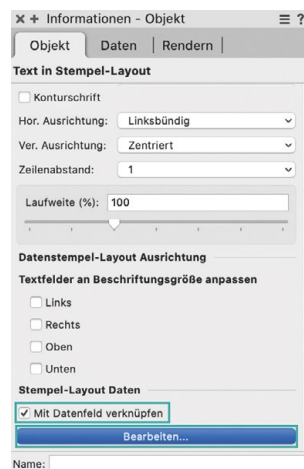 Informationen - Objekt ?
Objekt Daten Rendern
Text in Stempel-Layout
Konturschrift
Hor. Ausrichtung: Linksbündig
Ver. Ausrichtung: Zentriert
Zeilenabstand: 1
Laufweite (%): 100
Datenstempel-Layout Ausrichtung
Textfelder an Beschriftungsgröße anpassen
Links
Rechts
Oben
Unten
Stempel-Layout Daten
Mit Datenfeld verknüpfen
Bearbeiten...
Name: